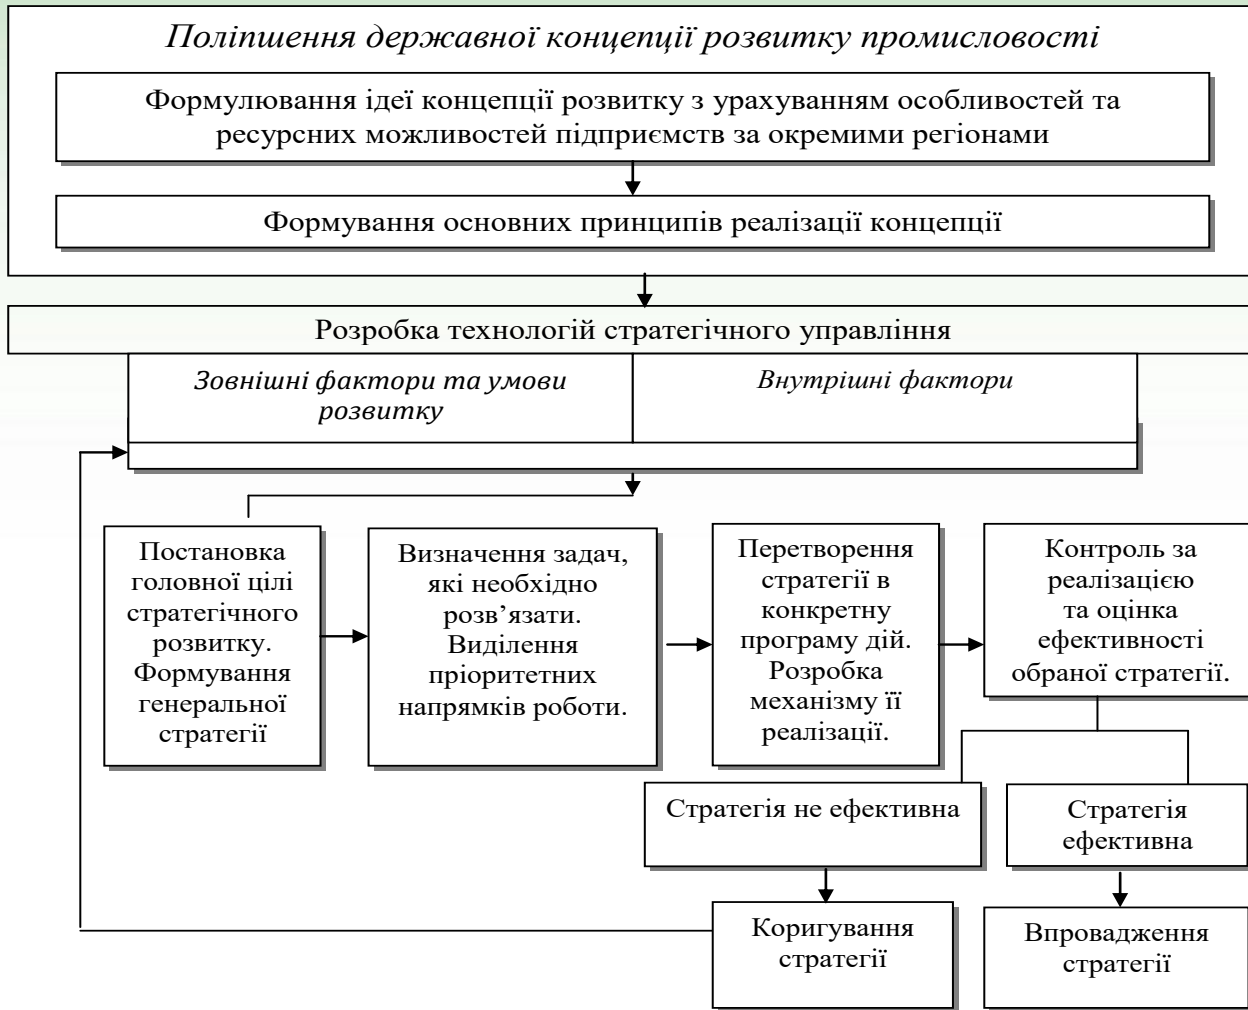 Поліпшення державної концепції розвитку промисловості
Формулювання ідеї концепції розвитку з урахуванням особливостей та
ресурсних можливостей підприємств за окремими регіонами
Формування основних принципів реалізації концепції
Розробка технологій стратегічного управління
Зовнішні фактори та умови
розвитку
Внутрішні фактори
Постановка
головної цілі
стратегічного
розвитку.
Формування
генеральної
стратегії
Визначення задач,
які необхідно
розв’язати.
Виділення
пріоритетних
напрямків роботи.
Перетворення
стратегії в
конкретну
програму дій.
Розробка
механізму її
реалізації.
Контроль за
реалізацією
та оцінка
ефективності
обраної стратегії.
Стратегія не ефективна
Стратегія
ефективна
Коригування
стратегії
Впровадження
стратегії